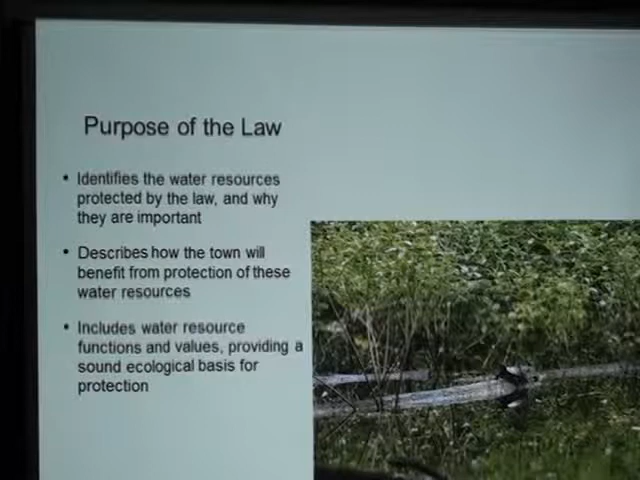 Purpose of the Law
• Identifies the water resources
protected by the law, and why
they are important
• Describes how the town will
benefit from protection of these
water resources
• Includes water resource
functions and values, providing a
sound ecological basis for
protection